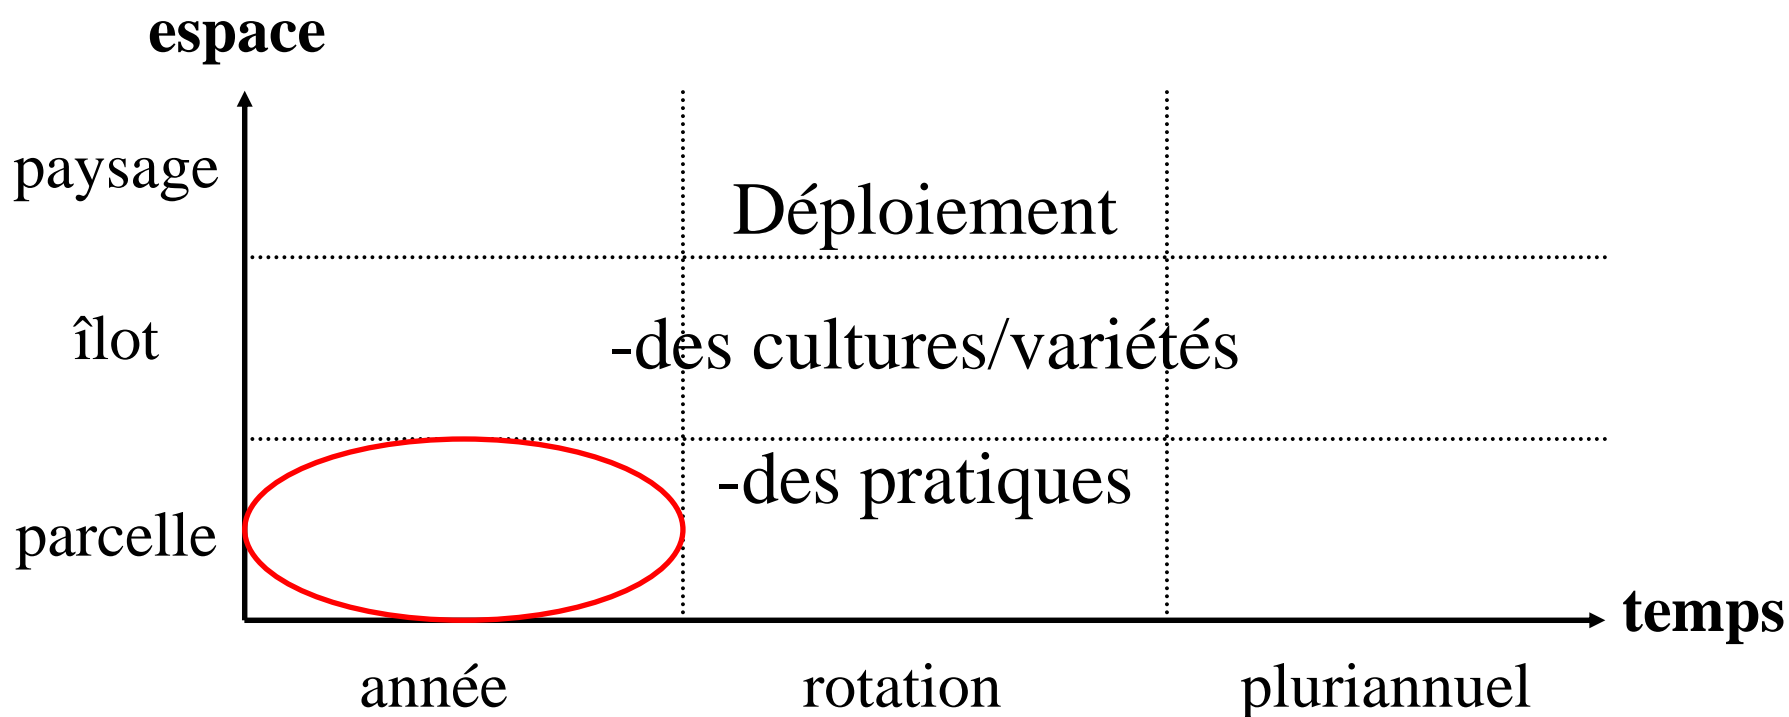 espace
paysage
Déploiement
îlot
-des cultures/variétés
-des pratiques
parcelle
temps
année
rotation
pluriannuel